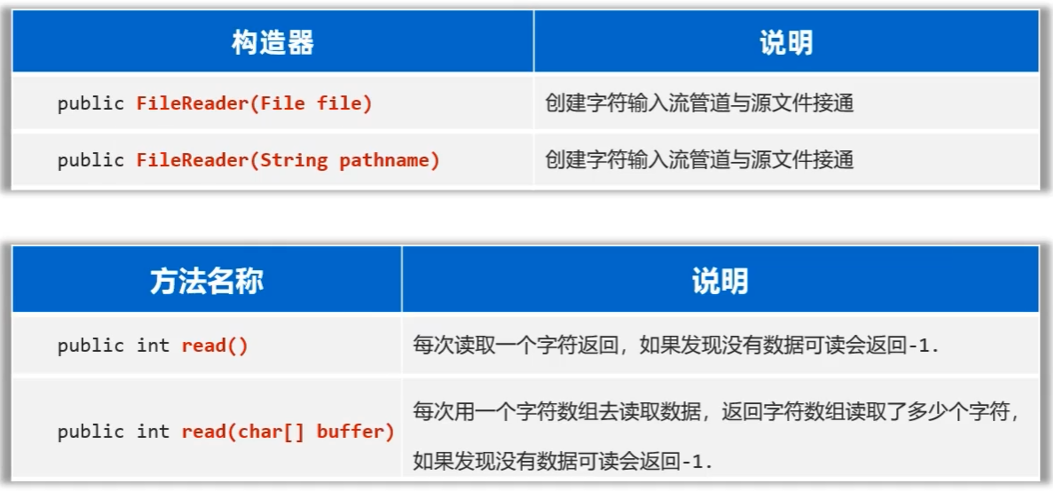 构造器 说明
public FileReader(File file) 创建字符输入流管道与源文件接通
public FileReader(String pathname) 创建字符输入流管道与源文件接通
方法名称 说明
public int read() 每次读取一个字符返回，如果发现没有数据可读会返回-1.
每次用一个字符数组去读取数据，返回字符数组读取了多少个字符，
public int read(char[] buffer)
如果发现没有数据可读会返回-1.